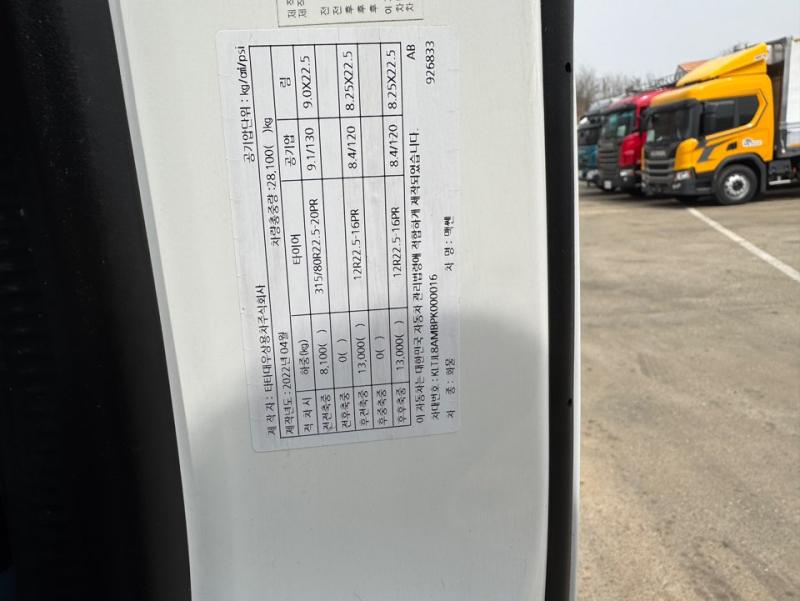 공기압단위 : kg/㎠/psi
제 작 자 : 타타대우상용차주식회사
제작년도 : 2022년 04월 차량총중량 :28,100( )kg
적 차 시 하중(kg) 타이어 공기압 림
전전축중 8,100( ) 315/80R22.5-20PR 9.1/130 9.0X22.5
전후축중 0( )
후전축중 13,000( ) 12R22.5-16PR 8.4/120 8.25X22.5
후중축중 0( )
후후축중 13,000( ) 12R22.5-16PR 8.4/120 8.25X22.5
이 자동차는 대한민국 자동차 관리법령에 적합하게 제작되었습니다.
AB
차대번호 : KLTJL8AMBPK000016
926833
차 종 : 화물 차 명 : 맥쎈